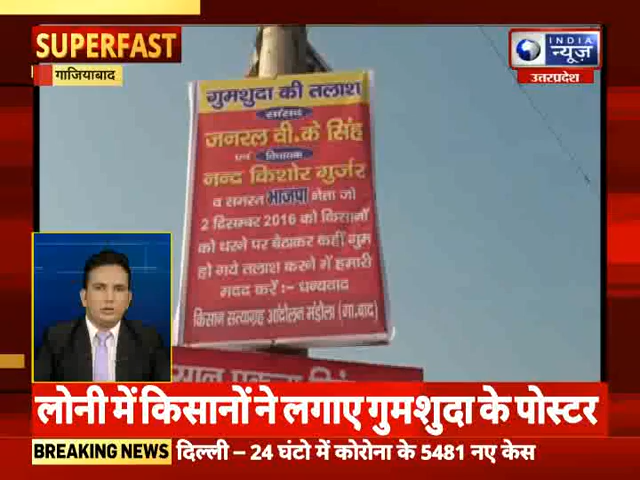 SUPERFAST
गाजियाबाद
INDIA
न्यूज़
उत्तरप्रदेश
गुमशुदा की तलाश
सांसद
जनरल वी.के सिंह
एवं विधायक
नन्द किशोर गुर्जर
व समस्त भाजपा नेता जो
2 दिसम्बर 2016 को किसानों
को धरने पर बैठाकर कहीं गुम
हो गये तलाश करने में हमारी
मदद करें :- धन्यवाद
किसान सत्याग्रह आंदोलन मंडोला (गा.बाद)
लोनी में किसानों ने लगाए गुमशुदा के पोस्टर
BREAKING NEWS दिल्ली – 24 घंटो में कोरोना के 5481 नए केस